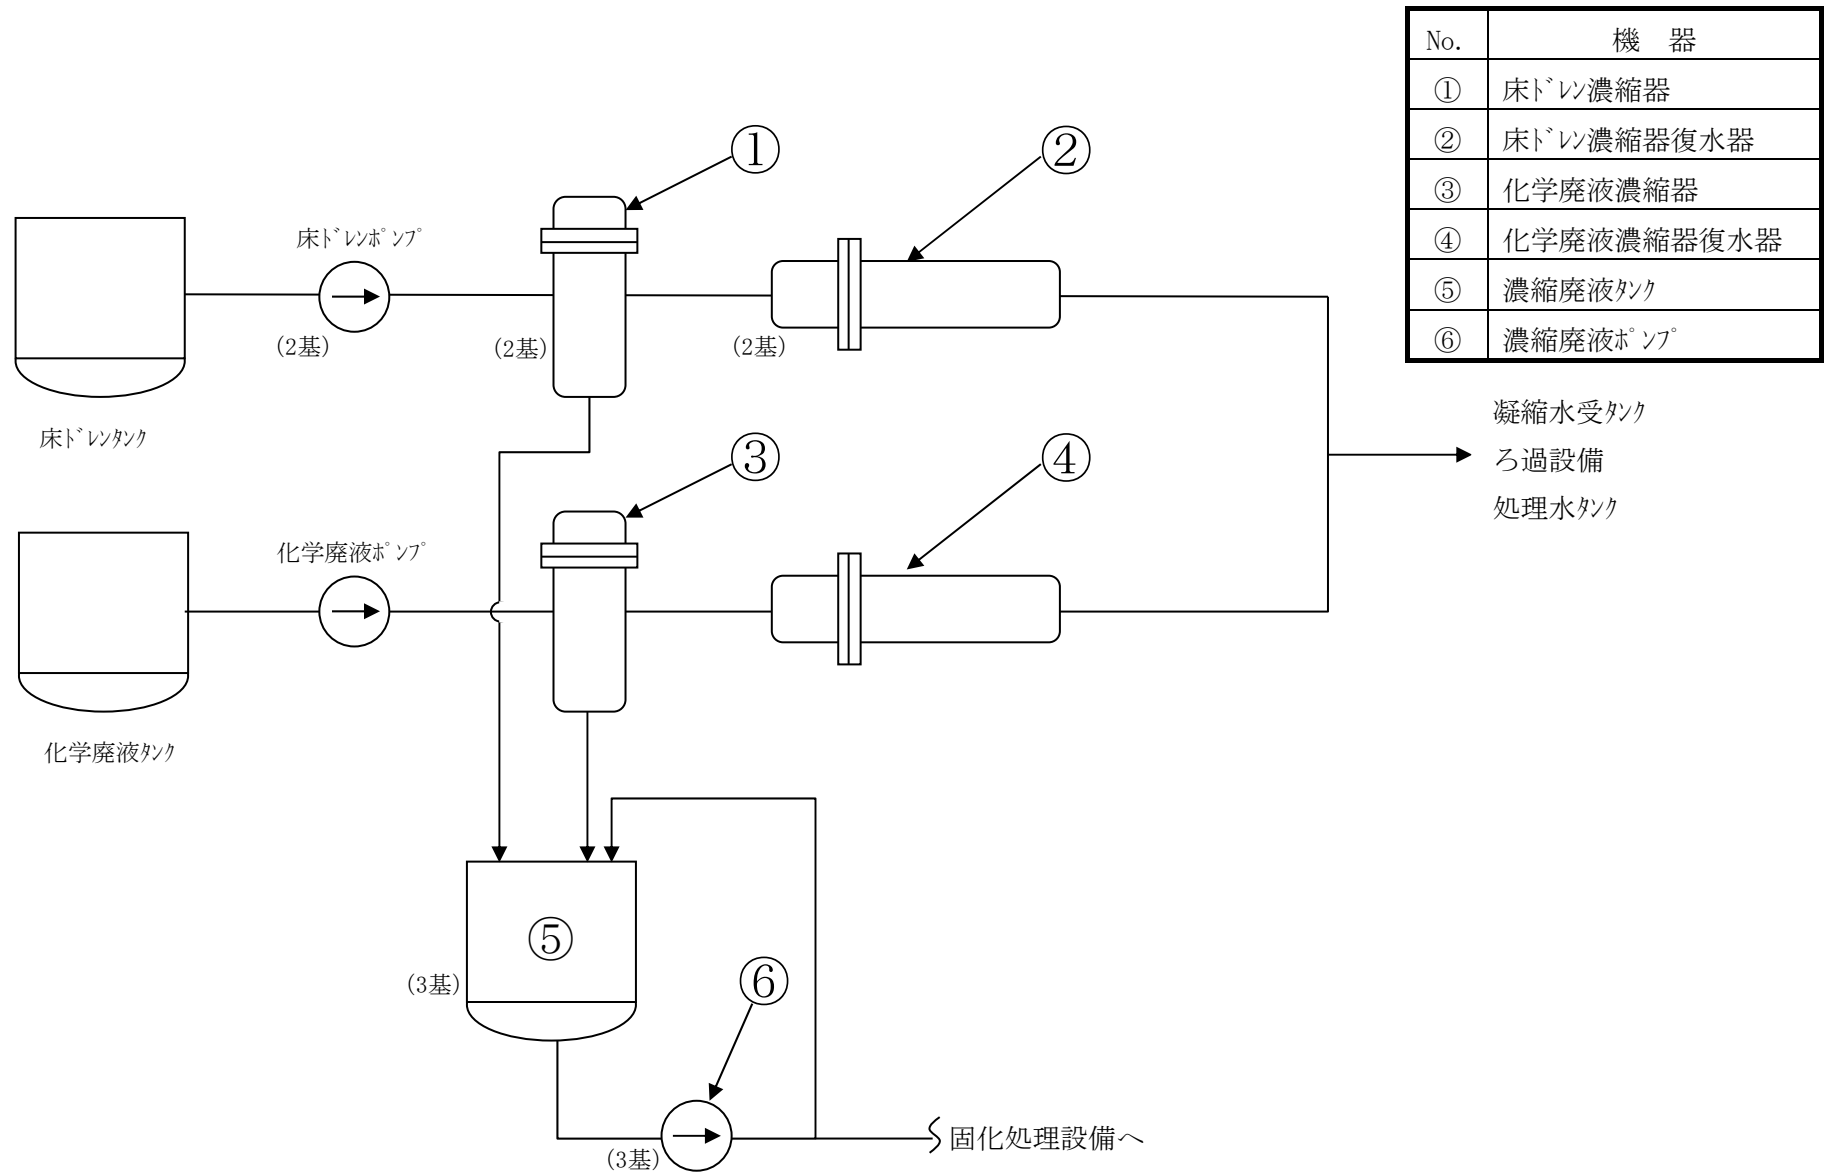 No. 機　器
① 床ﾄﾞﾚﾝ濃縮器
② 床ﾄﾞﾚﾝ濃縮器復水器
③ 化学廃液濃縮器
④ 化学廃液濃縮器復水器
⑤ 濃縮廃液ﾀﾝｸ
⑥ 濃縮廃液ﾎﾟﾝﾌﾟ
①
②
床ﾄﾞﾚﾝﾎﾟﾝﾌﾟ
(2基)
(2基)
(2基)
床ﾄﾞﾚﾝﾀﾝｸ
凝縮水受ﾀﾝｸ
ろ過設備
処理水ﾀﾝｸ
③
④
化学廃液ﾎﾟﾝﾌﾟ
化学廃液ﾀﾝｸ
⑤
(3基)
⑥
(3基)
固化処理設備へ